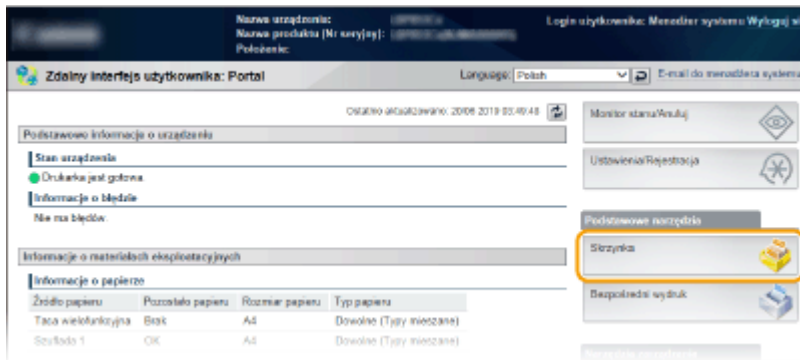 Nazwa urządzenia:
Nazwa produktu (Nr seryjny):
Położenie:
Login użytkownika: Menedżer systemu Wyloguj si
Zdalny interfejs użytkownika: Portal
Language: Polish
E-mail do menedżera systemu
Ostatnio aktualizowano: 20/06 2019 03:49:48
Podstawowe informacje o urządzeniu
Stan urządzenia
Drukarka jest gotowa.
Informacje o błędzie
Nie ma błędów.
Informacje o materiałach eksploatacyjnych
Informacje o papierze
Źródło papieru Pozostało papieru Rozmiar papieru Typ papieru
Taca wielofunkcyjna Brak A4 Dowolne (Typy mieszane)
Szuflada 1 OK A4 Dowolne (Typy mieszane)
Monitor stanu/Anuluj
Ustawienia/Rejestracja
Podstawowe narzędzia
Skrzynka
Bezpośredni wydruk